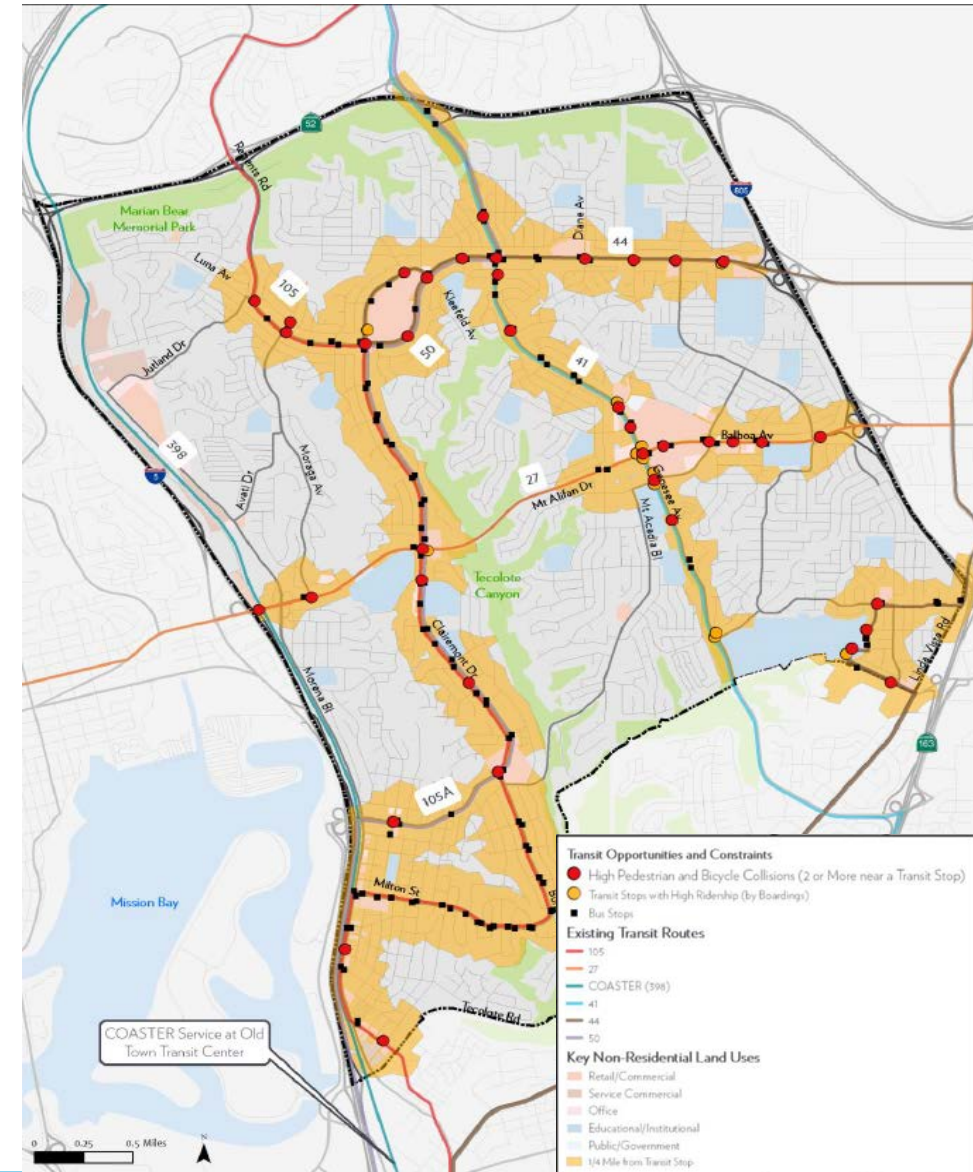 52
Regents Rd
Marian Bear
Memorial Park
805
Diane Av
44
Luna Av
105
Kleefeld Av
50
Jutland Dr
41
398
Moraga Av
Balboa Av
5
Avati Dr
27
Mt Alifan Dr
Genesee Av
Mt Acadia Bl
Tecolote
Canyon
Clairemont Dr
Linda Vista Rd
Morena Bl
163
105A
Milton St
Mission Bay
Tecolote Rd
COASTER Service at Old
Town Transit Center
0 0.25 0.5 Miles
N
Transit Opportunities and Constraints
High Pedestrian and Bicycle Collisions (2 or More near a Transit Stop)
Transit Stops with High Ridership (by Boardings)
Bus Stops
Existing Transit Routes
105
27
COASTER (398)
41
44
50
Key Non-Residential Land Uses
Retail/Commercial
Service Commercial
Office
Educational/Institutional
Public/Government
1/4 Mile from Transit Stop